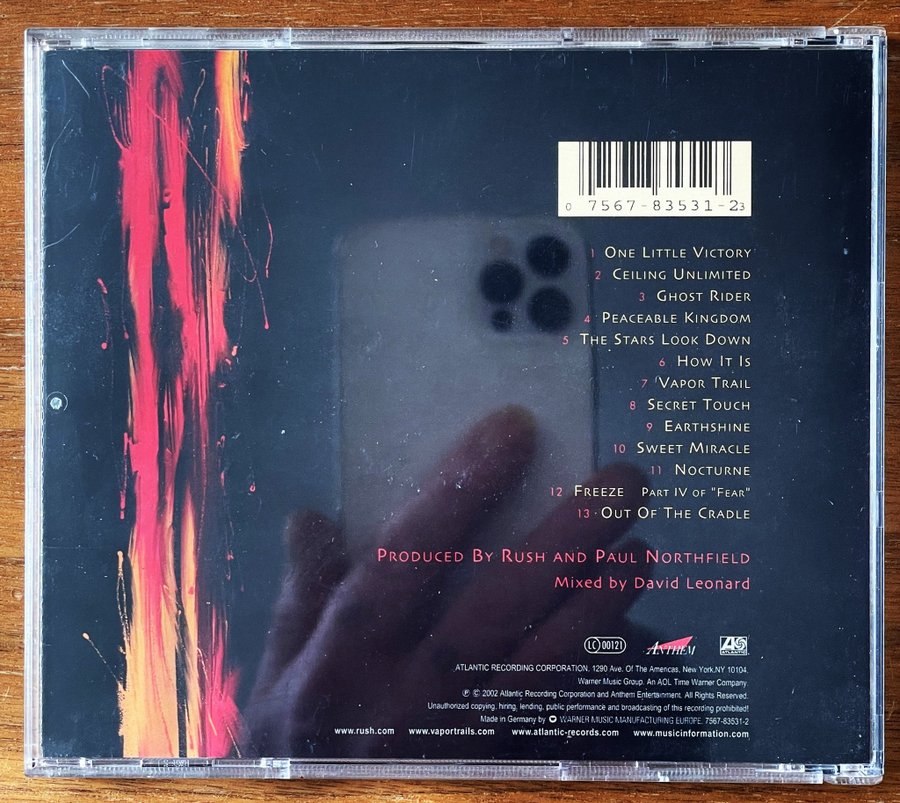 0 7567-83531-2 3
1 ONE LITTLE VICTORY
2 CEILING UNLIMITED
3 GHOST RIDER
4 PEACEABLE KINGDOM
5 THE STARS LOOK DOWN
6 HOW IT IS
7 VAPOR TRAIL
8 SECRET TOUCH
9 EARTHSHINE
10 SWEET MIRACLE
11 NOCTURNE
12 FREEZE PART IV OF "FEAR"
13 OUT OF THE CRADLE
PRODUCED BY RUSH AND PAUL NORTHFIELD
Mixed by David Leonard
LC 00121 ANTHEM ATLANTIC
ATLANTIC RECORDING CORPORATION, 1290 Ave. Of The Americas, New York, NY 10104.
Warner Music Group. An AOL Time Warner Company.
℗ © 2002 Atlantic Recording Corporation and Anthem Entertainment. All Rights Reserved.
Unauthorized copying, hiring, lending, public performance and broadcasting of this recording prohibited!
Made in Germany by WARNER MUSIC MANUFACTURING EUROPE. 7567-83531-2
www.rush.com www.vaportrails.com www.atlantic-records.com www.musicinformation.com